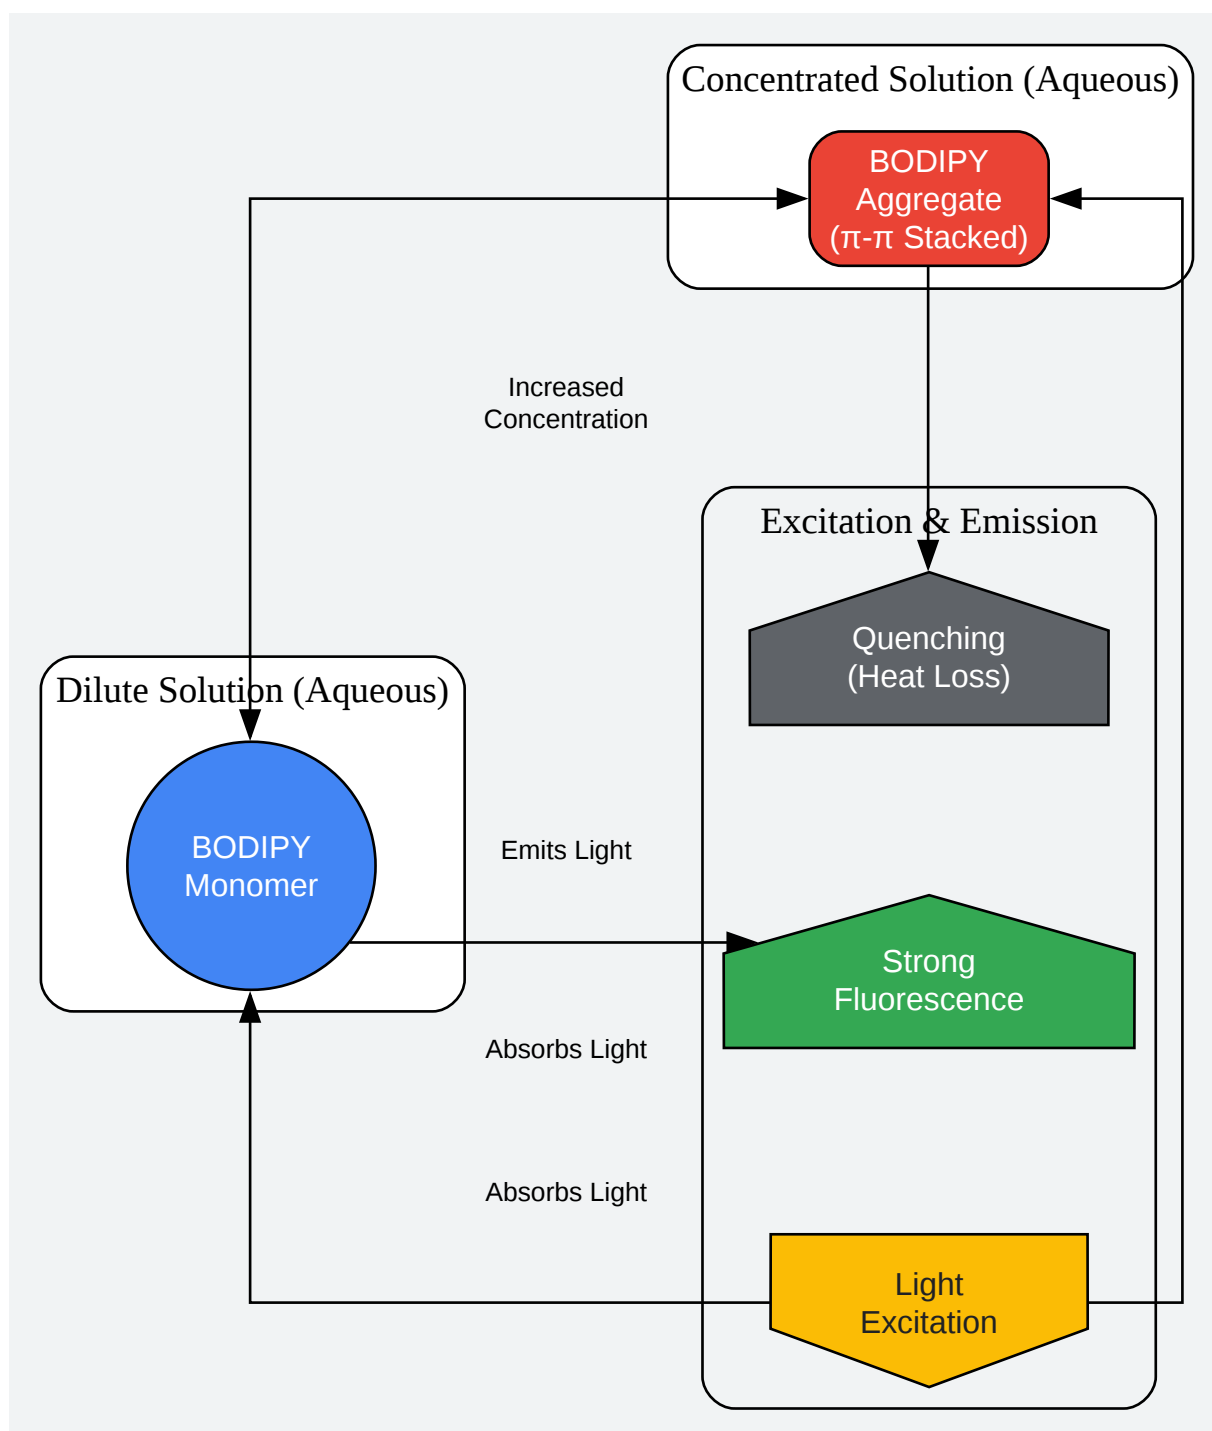 Concentrated Solution (Aqueous)
BODIPY
Aggregate
(π-π Stacked)
Increased
Concentration
Excitation & Emission
Quenching
(Heat Loss)
Dilute Solution (Aqueous)
BODIPY
Monomer
Emits Light
Strong
Fluorescence
Absorbs Light
Absorbs Light
Light
Excitation